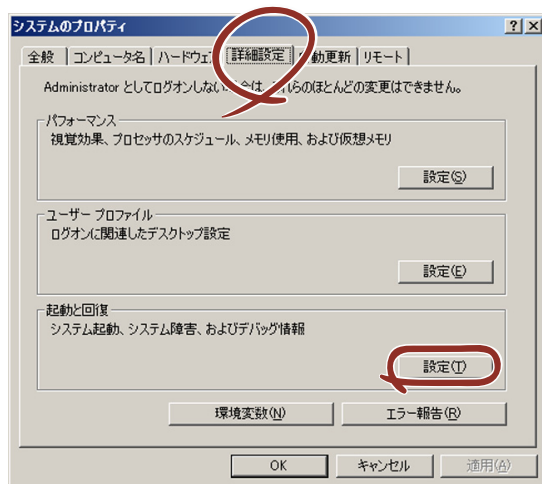 システムのプロパティ
全般 コンピュータ名 ハードウェ 詳細設定 動更新 リモート
Administrator としてログオンしない らのほとんどの変更はできません。
パフォーマンス
視覚効果、プロセッサのスケジュール、メモリ使用、および仮想メモリ
設定(S)
ユーザー プロファイル
ログオンに関連したデスクトップ設定
設定(E)
起動と回復
システム起動、システム障害、およびデバッグ情報
設定(T)
環境変数(N) エラー報告(R)
OK キャンセル 適用(A)